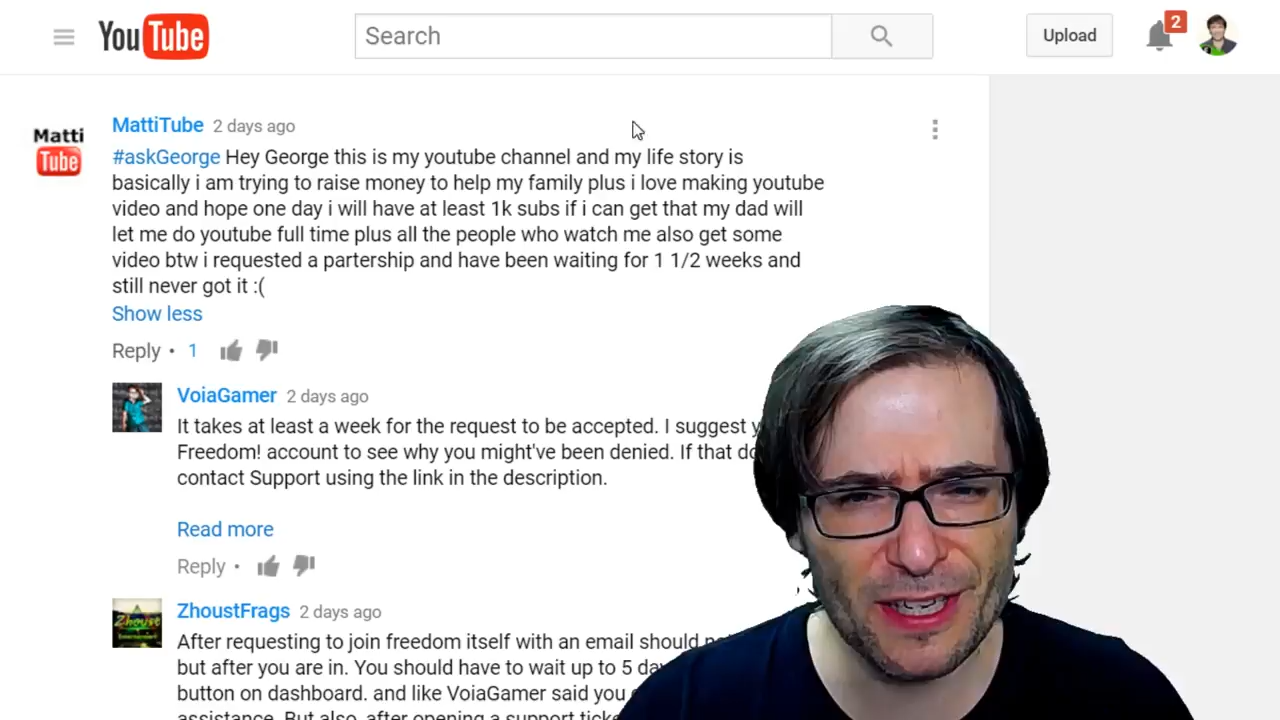 YouTube
Search
Upload
2
Matti
Tube
MattiTube 2 days ago
#askGeorge Hey George this is my youtube channel and my life story is
basically i am trying to raise money to help my family plus i love making youtube
video and hope one day i will have at least 1k subs if i can get that my dad will
let me do youtube full time plus all the people who watch me also get some
video btw i requested a partership and have been waiting for 1 1/2 weeks and
still never got it :(
Show less
Reply • 1
VoiaGamer 2 days ago
It takes at least a week for the request to be accepted. I suggest
Freedom! account to see why you might've been denied. If that
contact Support using the link in the description.
Read more
Reply •
Zhoust
ZhoustFrags 2 days ago
After requesting to join freedom itself with an email should
but after you are in. You should have to wait up to 5
button on dashboard. and like VoiaGamer said you
assistance. But also, after opening a support